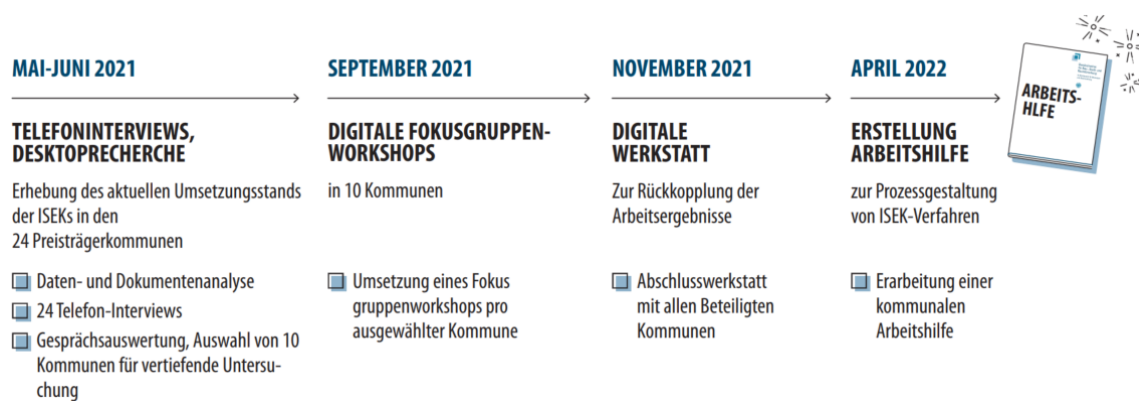 MAI-JUNI 2021
TELEFONINTERVIEWS,
DESKTOPRECHERCHE
Erhebung des aktuellen Umsetzungsstands
der ISEKs in den
24 Preisträgerkommunen
Daten- und Dokumentenanalyse
24 Telefon-Interviews
Gesprächsauswertung, Auswahl von 10
Kommunen für vertiefende Untersu-
chung
SEPTEMBER 2021
DIGITALE FOKUSGRUPPEN-
WORKSHOPS
in 10 Kommunen
Umsetzung eines Fokus
gruppenworkshops pro
ausgewählter Kommune
NOVEMBER 2021
DIGITALE
WERKSTATT
Zur Rückkopplung der
Arbeitsergebnisse
Abschlusswerkstatt
mit allen Beteiligten
Kommunen
APRIL 2022
ERSTELLUNG
ARBEITSHILFE
zur Prozessgestaltung
von ISEK-Verfahren
Erarbeitung einer
kommunalen
Arbeitshilfe
ARBEITS-
HLFE